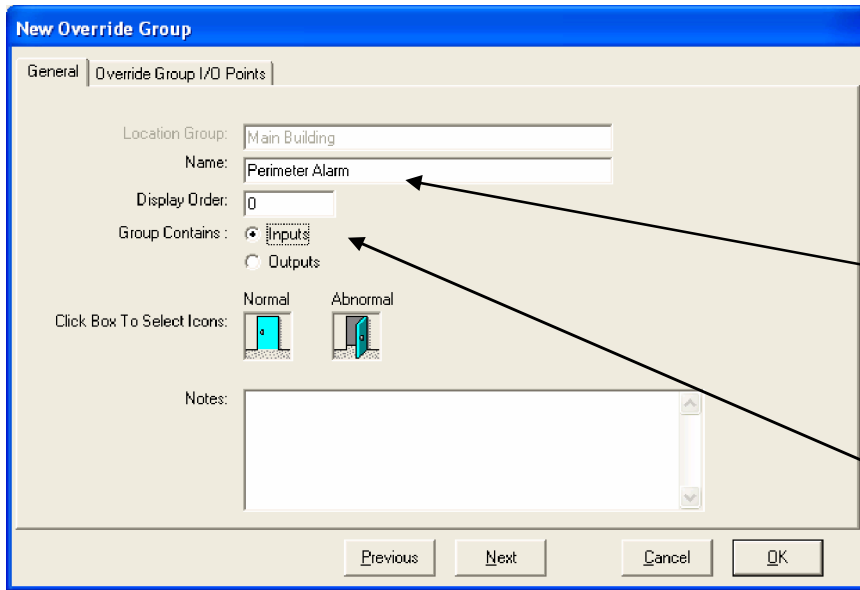 New Override Group
General Override Group I/O Points
Location Group: Main Building
Name: Perimeter Alarm
Display Order: 0
Group Contains : Inputs
Outputs
Normal Abnormal
Click Box To Select Icons:
Notes:
Previous Next Cancel OK